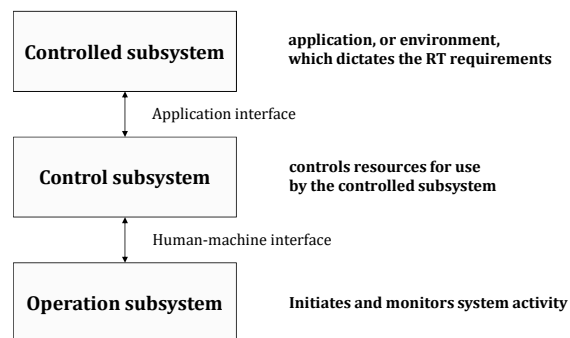 Controlled subsystem
application, or environment,
which dictates the RT requirements
Application interface
Control subsystem
controls resources for use
by the controlled subsystem
Human-machine interface
Operation subsystem
Initiates and monitors system activity